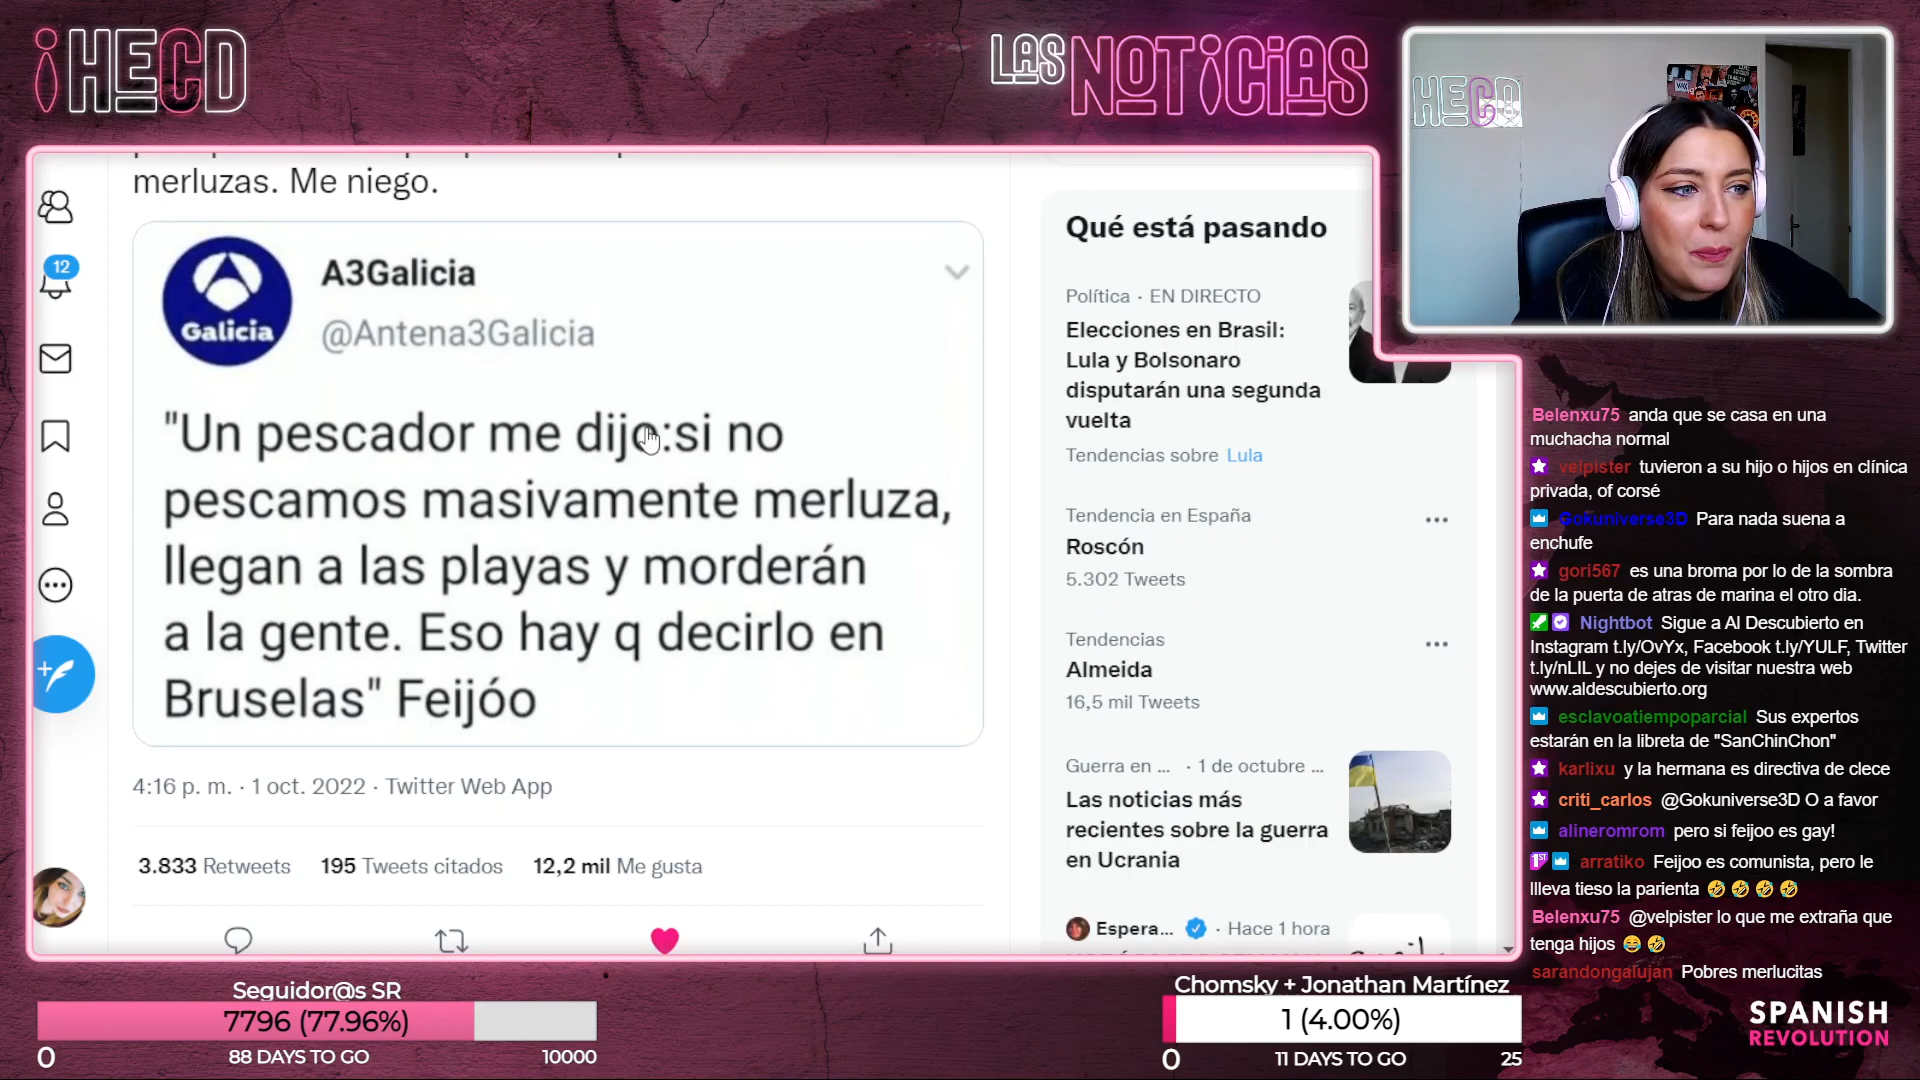 HECD
LAS NOTICIAS
HECD
merluzas. Me niego.
12
Galicia
A3Galicia
@Antena3Galicia
"Un pescador me dijo:si no
pescamos masivamente merluza,
llegan a las playas y morderán
a la gente. Eso hay q decirlo en
Bruselas" Feijóo
4:16 p. m. · 1 oct. 2022 · Twitter Web App
3.833 Retweets 195 Tweets citados 12,2 mil Me gusta
Qué está pasando
Política · EN DIRECTO
Elecciones en Brasil:
Lula y Bolsonaro
disputarán una segunda
vuelta
Tendencias sobre Lula
Tendencia en España
Roscón
5.302 Tweets
Tendencias
Almeida
16,5 mil Tweets
Guerra en ... · 1 de octubre ...
Las noticias más
recientes sobre la guerra
en Ucrania
Espera... · Hace 1 hora
Belenxu75 anda que se casa en una
muchacha normal
velpister tuvieron a su hijo o hijos en clínica
privada, of corsé
Gokuniverse3D Para nada suena a
enchufe
gori567 es una broma por lo de la sombra
de la puerta de atras de marina el otro dia.
Nightbot Sigue a Al Descubierto en
Instagram t.ly/OvYx, Facebook t.ly/YULF, Twitter
t.ly/nLIL y no dejes de visitar nuestra web
www.aldescubierto.org
esclavoatiempoparcial Sus expertos
estarán en la libreta de "SanChinChon"
karlixu y la hermana es directiva de clece
criti_carlos @Gokuniverse3D O a favor
alineromrom pero si feijoo es gay!
1ST arratiko Feijoo es comunista, pero le
llleva tieso la parienta 🤣 🤣 🤣 🤣
Belenxu75 @velpister lo que me extraña que
tenga hijos 😂 🤣
sarandongalujan Pobres merlucitas
Seguidor@s SR
7796 (77.96%)
0 88 DAYS TO GO 10000
Chomsky + Jonathan Martínez
1 (4.00%)
0 11 DAYS TO GO 25
SPANISH
REVOLUTION